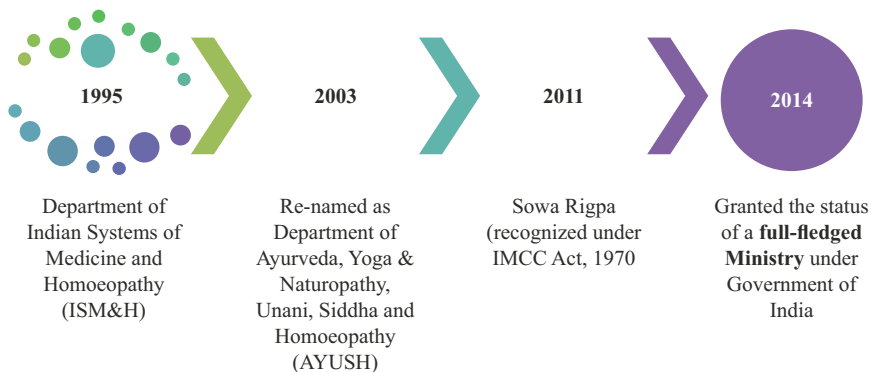 1995
2003
2011
2014
Department of
Indian Systems of
Medicine and
Homoeopathy
(ISM&H)
Re-named as
Department of
Ayurveda, Yoga &
Naturopathy,
Unani, Siddha and
Homoeopathy
(AYUSH)
Sowa Rigpa
(recognized under
IMCC Act, 1970
Granted the status
of a full-fledged
Ministry under
Government of
India